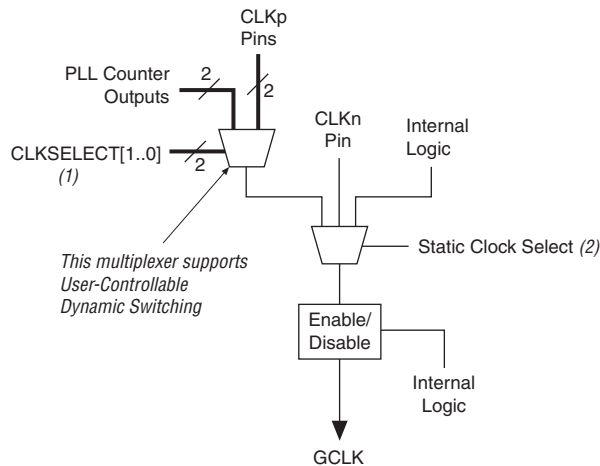 CLKp
Pins
PLL Counter
Outputs
2
2
CLKSELECT[1..0]
(1)
2
CLKn
Pin
Internal
Logic
This multiplexer supports
User-Controllable
Dynamic Switching
Static Clock Select (2)
Enable/
Disable
Internal
Logic
GCLK